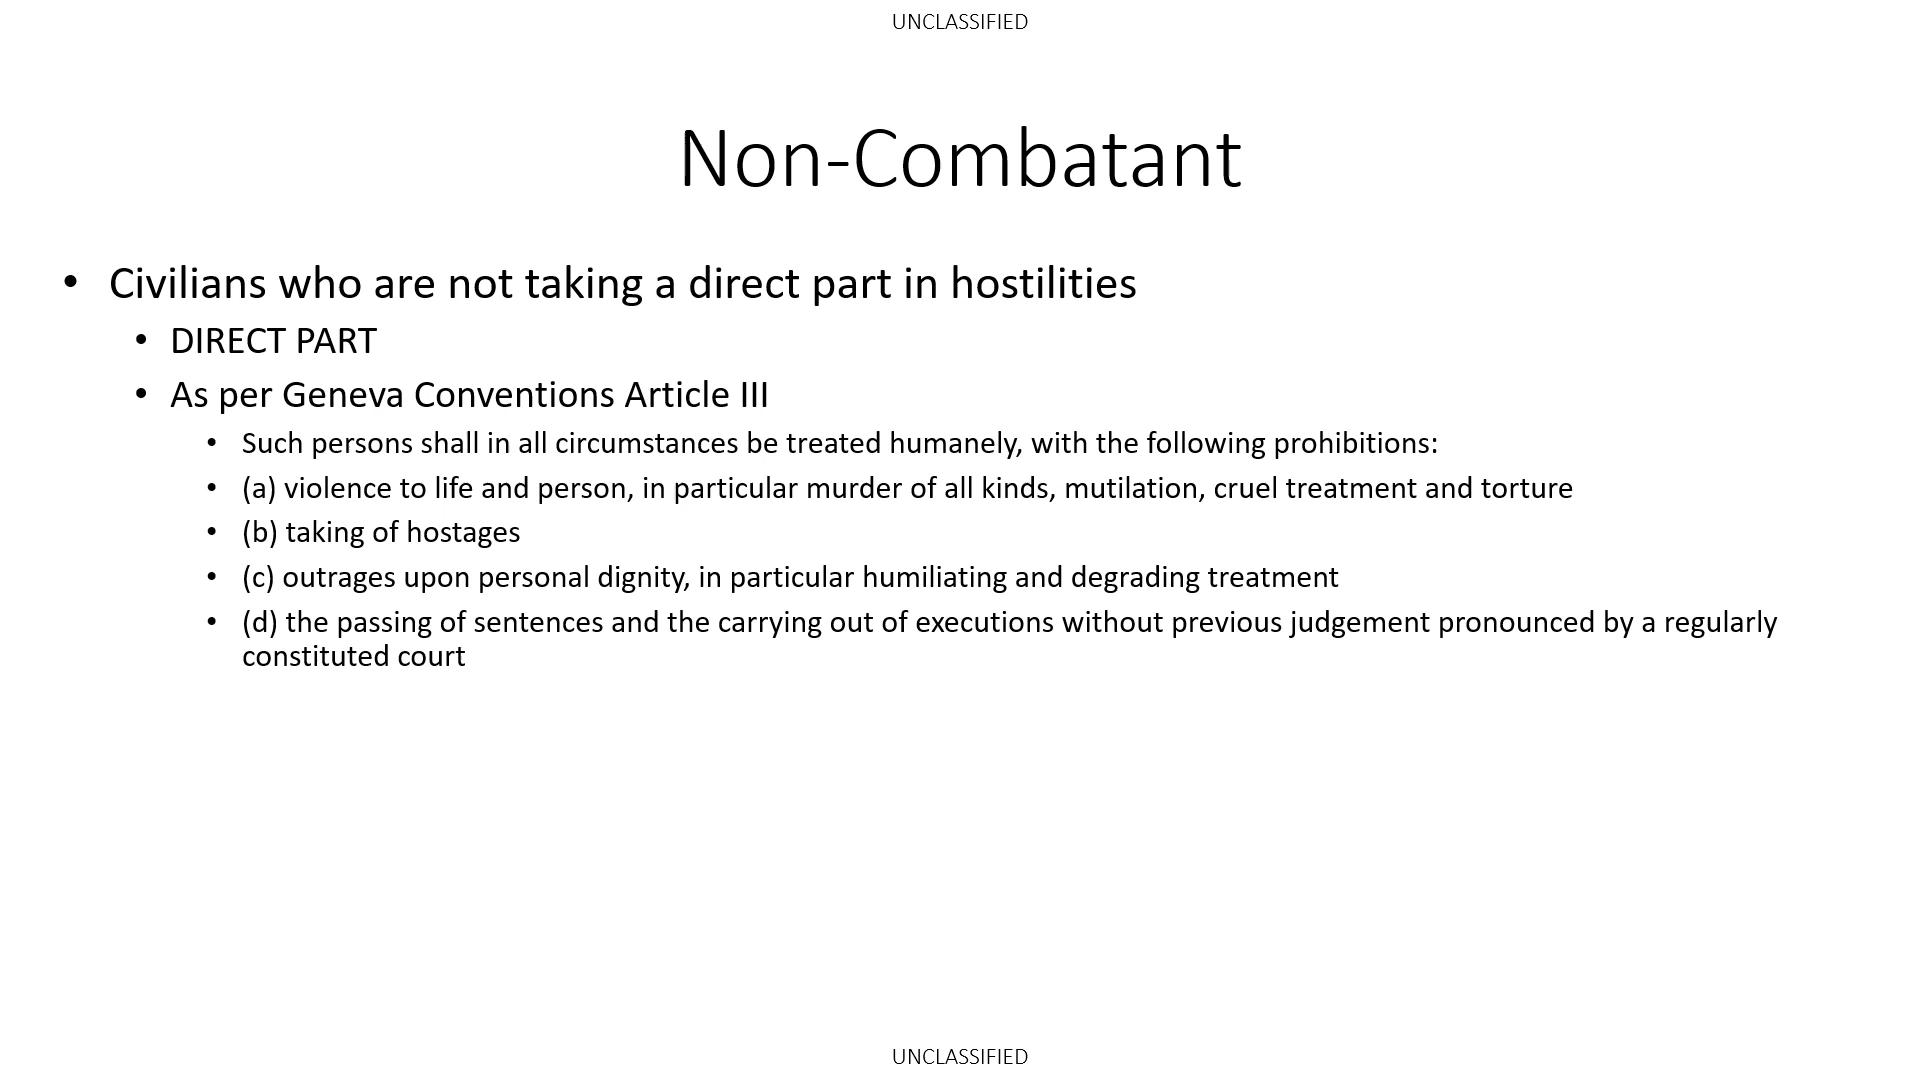 UNCLASSIFIED
Non-Combatant
• Civilians who are not taking a direct part in hostilities
• DIRECT PART
• As per Geneva Conventions Article III
• Such persons shall in all circumstances be treated humanely, with the following prohibitions:
• (a) violence to life and person, in particular murder of all kinds, mutilation, cruel treatment and torture
• (b) taking of hostages
• (c) outrages upon personal dignity, in particular humiliating and degrading treatment
• (d) the passing of sentences and the carrying out of executions without previous judgement pronounced by a regularly
constituted court
UNCLASSIFIED